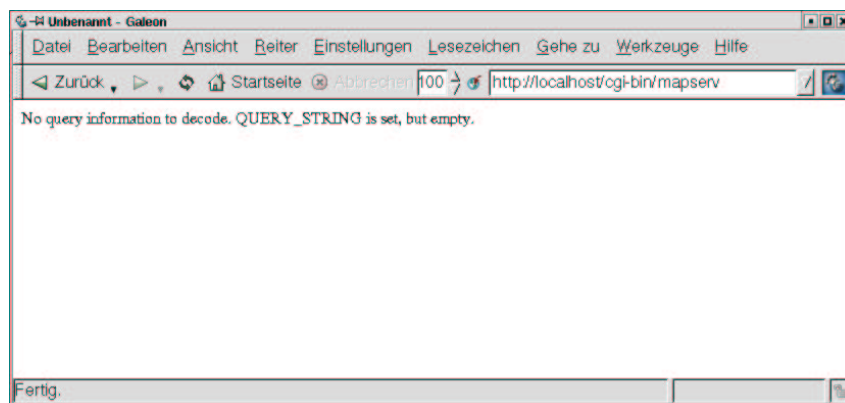 Unbenannt - Galeon
Datei Bearbeiten Ansicht Reiter Einstellungen Lesezeichen Gehe zu Werkzeuge Hilfe
Zurück Startseite Abbrechen 100 http://localhost/cgi-bin/mapserv
No query information to decode. QUERY_STRING is set, but empty.
Fertig.